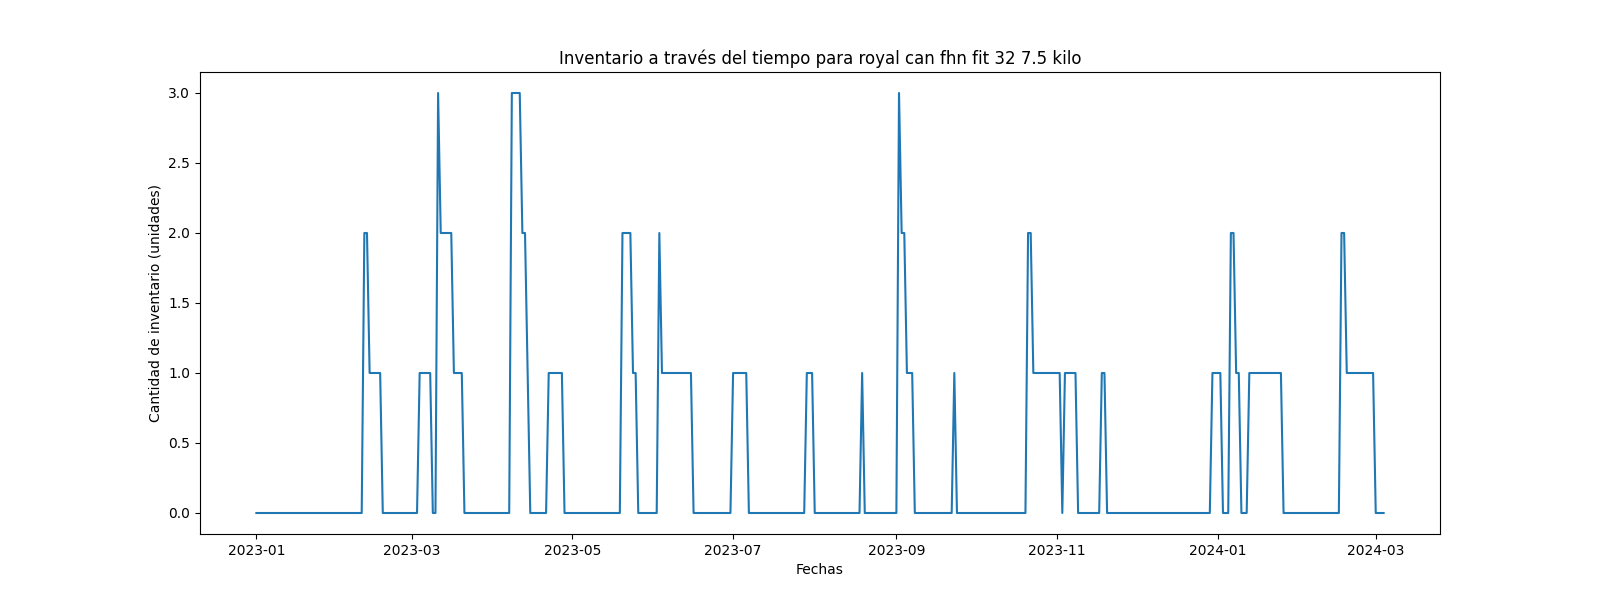 Inventario a través del tiempo para royal can fhn fit 32 7.5 kilo
Cantidad de inventario (unidades)
3.0
2.5
2.0
1.5
1.0
0.5
0.0
2023-01 2023-03 2023-05 2023-07 2023-09 2023-11 2024-01 2024-03
Fechas